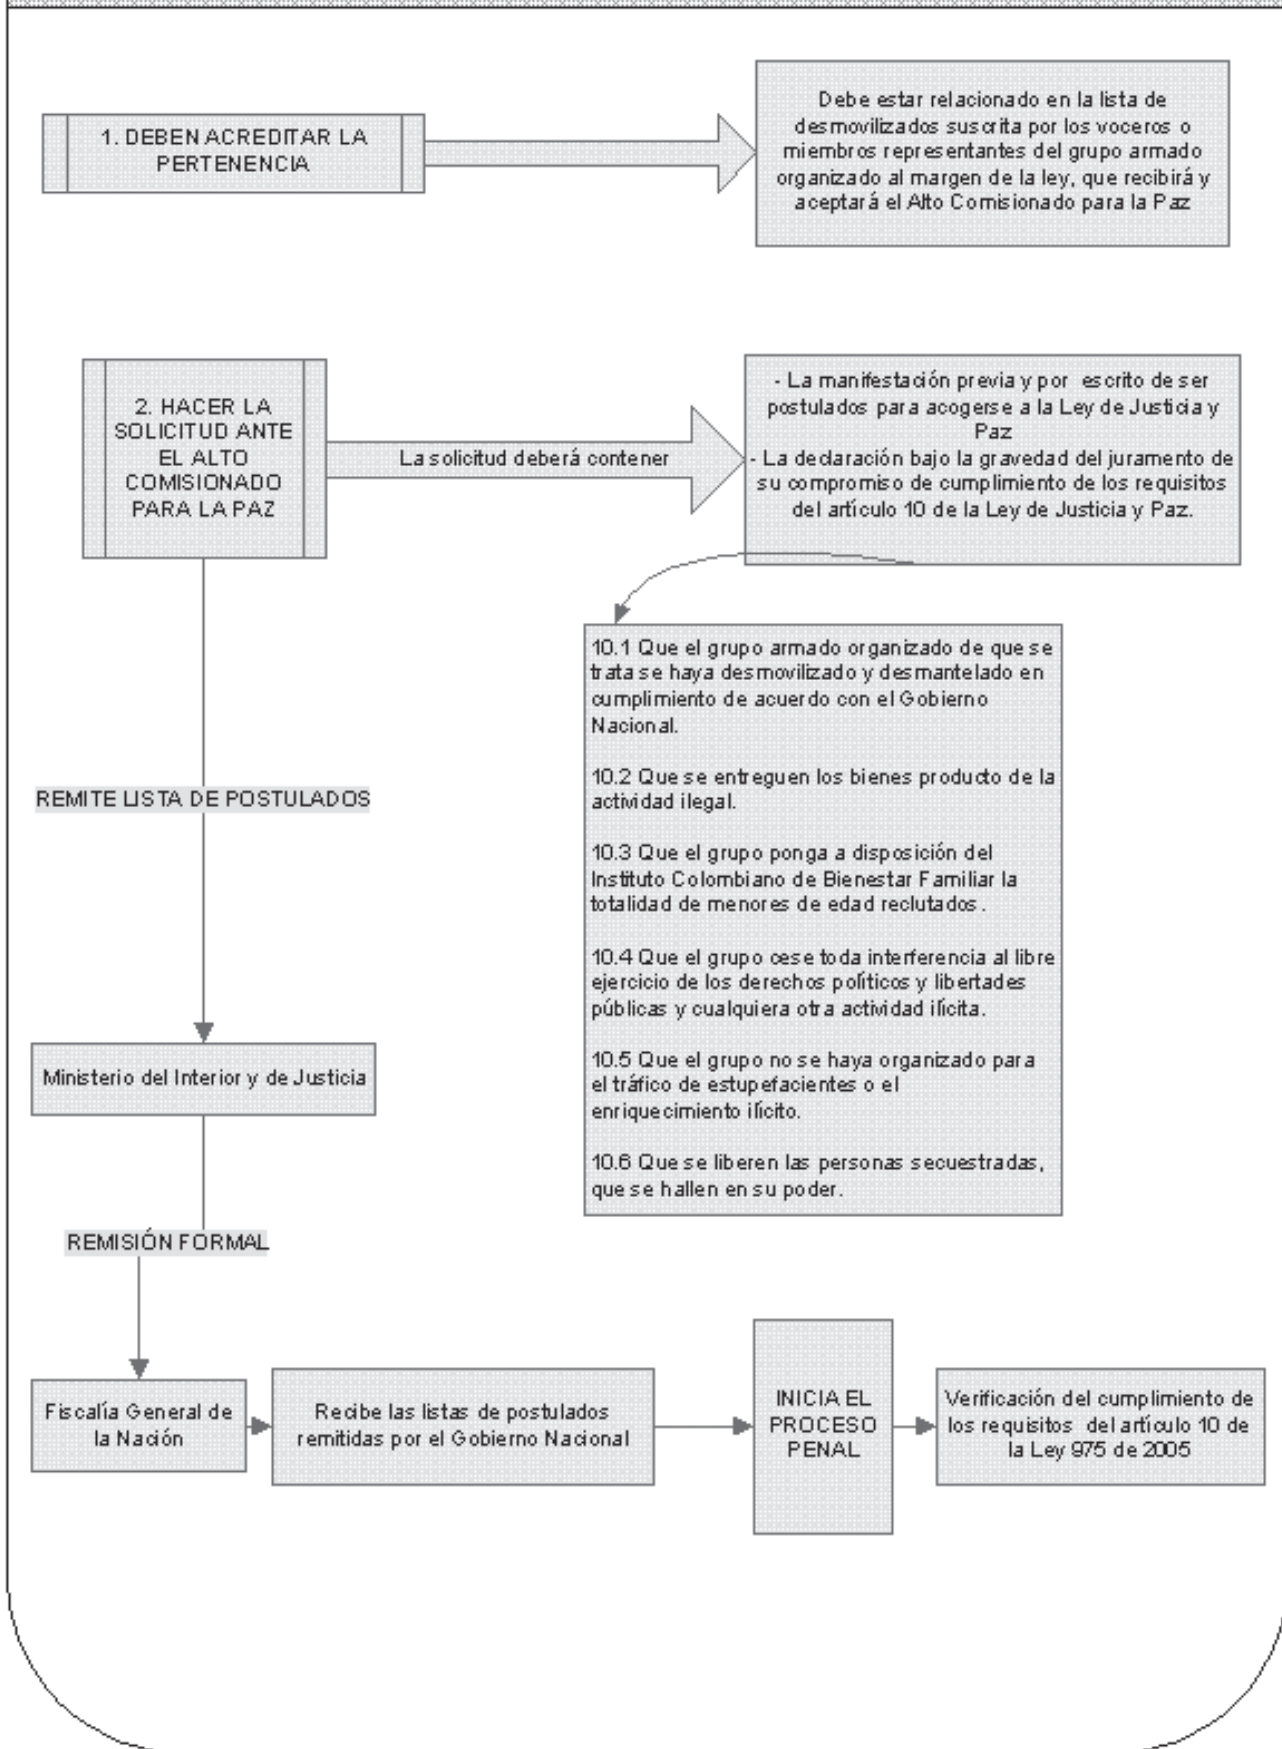 1. DEBEN ACREDITAR LA
PERTENENCIA
Debe estar relacionado en la lista de
desmovilizados suscrita por los voceros o
miembros representantes del grupo armado
organizado al margen de la ley, que recibirá y
aceptará el Alto Comisionado para la Paz
2. HACER LA
SOLICITUD ANTE
EL ALTO
COMISIONADO
PARA LA PAZ
La solicitud deberá contener
- La manifestación previa y por escrito de ser
postulados para acogerse a la Ley de Justicia y
Paz
- La declaración bajo la gravedad del juramento de
su compromiso de cumplimiento de los requisitos
del artículo 10 de la Ley de Justicia y Paz.
10.1 Que el grupo armado organizado de que se
trata se haya desmovilizado y desmantelado en
cumplimiento de acuerdo con el Gobierno
Nacional.
10.2 Que se entreguen los bienes producto de la
actividad ilegal.
10.3 Que el grupo ponga a disposición del
Instituto Colombiano de Bienestar Familiar la
totalidad de menores de edad reclutados.
10.4 Que el grupo cese toda interferencia al libre
ejercicio de los derechos políticos y libertades
públicas y cualquiera otra actividad ilícita.
10.5 Que el grupo no se haya organizado para
el tráfico de estupefacientes o el
enriquecimiento ilícito.
10.6 Que se liberen las personas secuestradas,
que se hallen en su poder.
REMITE LISTA DE POSTULADOS
Ministerio del Interior y de Justicia
REMISIÓN FORMAL
Fiscalía General de
la Nación
Recibe las listas de postulados
remitidas por el Gobierno Nacional
INICIA EL
PROCESO
PENAL
Verificación del cumplimiento de
los requisitos del artículo 10 de
la Ley 975 de 2005